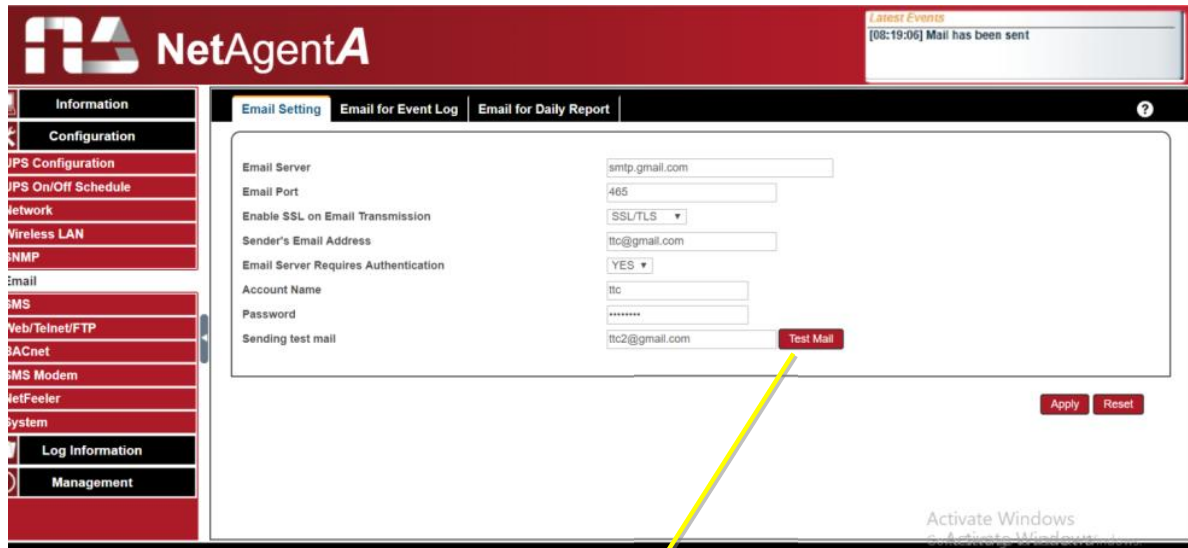 NetAgentA
Latest Events
[08:19:06] Mail has been sent
Information
Configuration
UPS Configuration
UPS On/Off Schedule
Network
Wireless LAN
SNMP
Email
SMS
Web/Telnet/FTP
BACnet
SMS Modem
NetFeeler
System
Log Information
Management
Email Setting Email for Event Log Email for Daily Report ?
Email Server smtp.gmail.com
Email Port 465
Enable SSL on Email Transmission SSL/TLS
Sender's Email Address ttc@gmail.com
Email Server Requires Authentication YES
Account Name ttc
Password ••••••••
Sending test mail ttc2@gmail.com Test Mail
Apply Reset
Activate Windows
Activate Windows